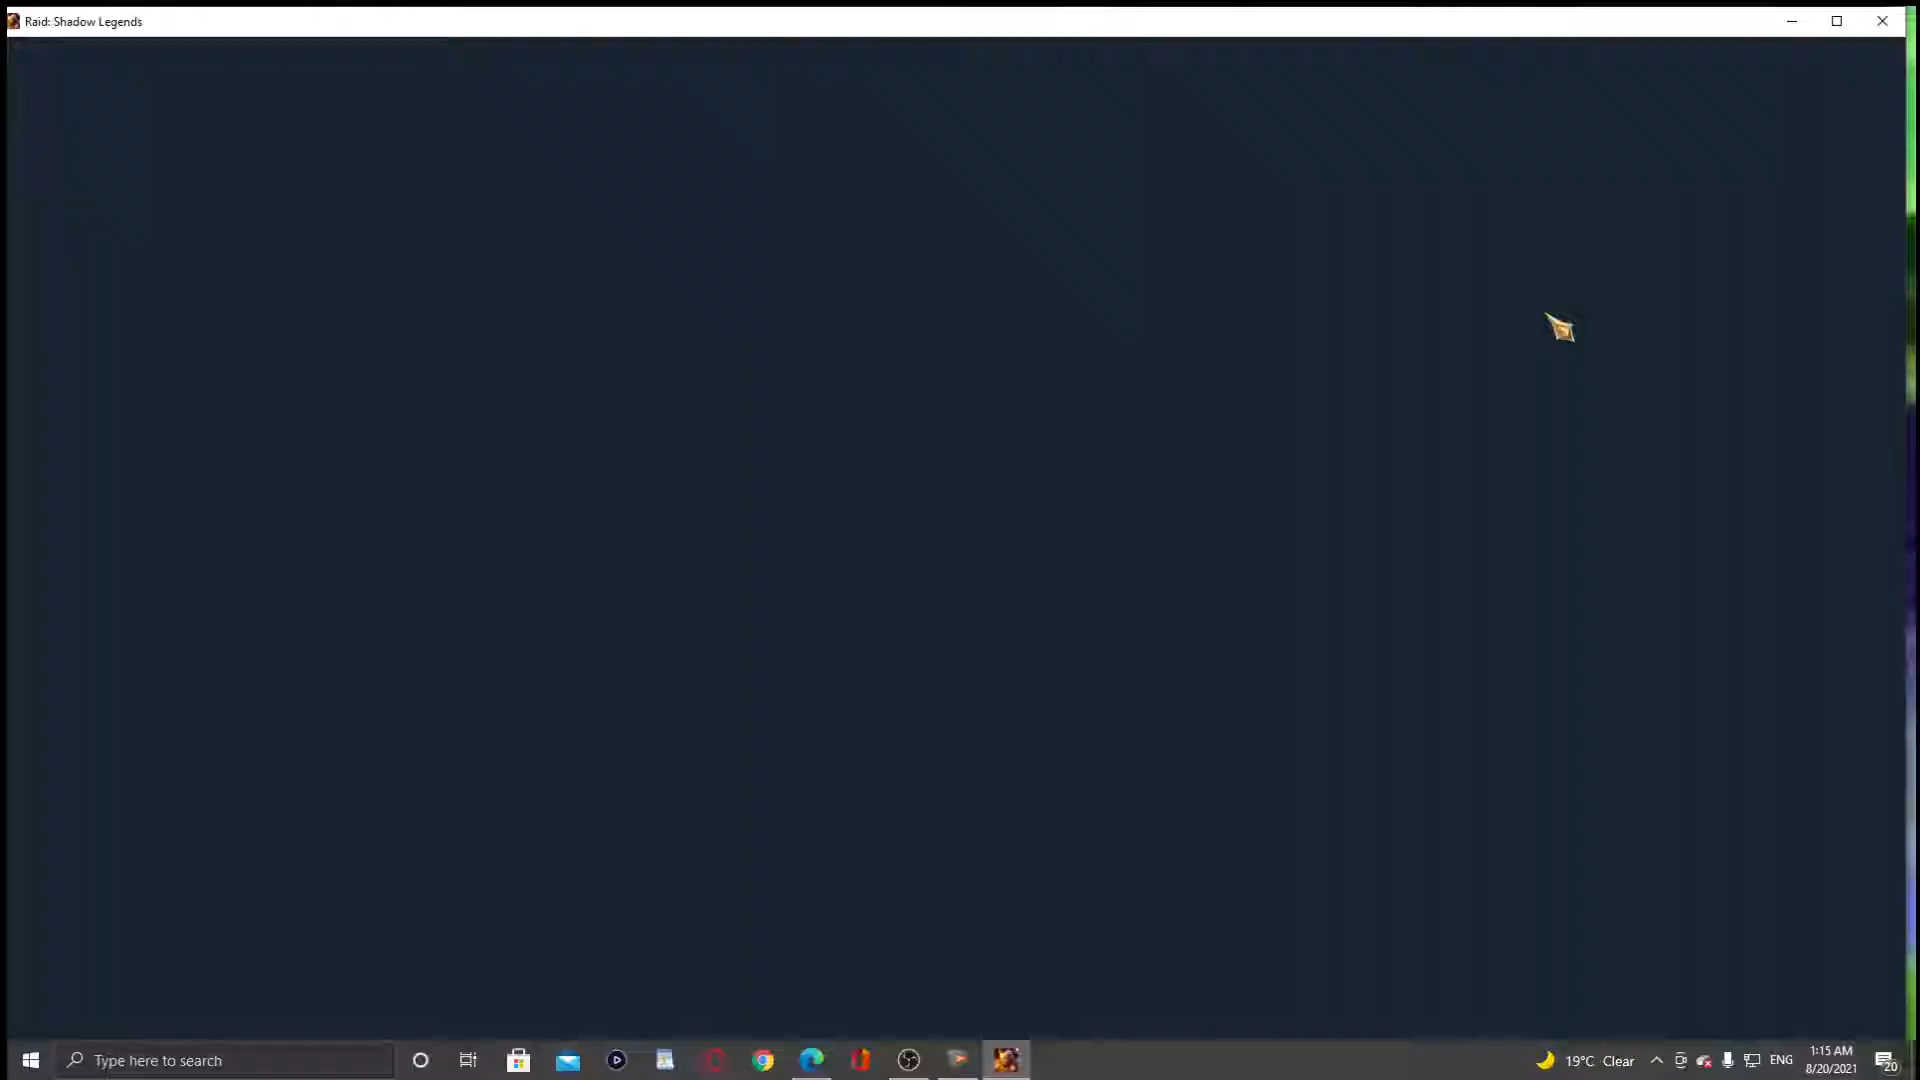 Raid: Shadow Legends
Type here to search
19°C Clear
ENG
1:15 AM
8/20/2021
20